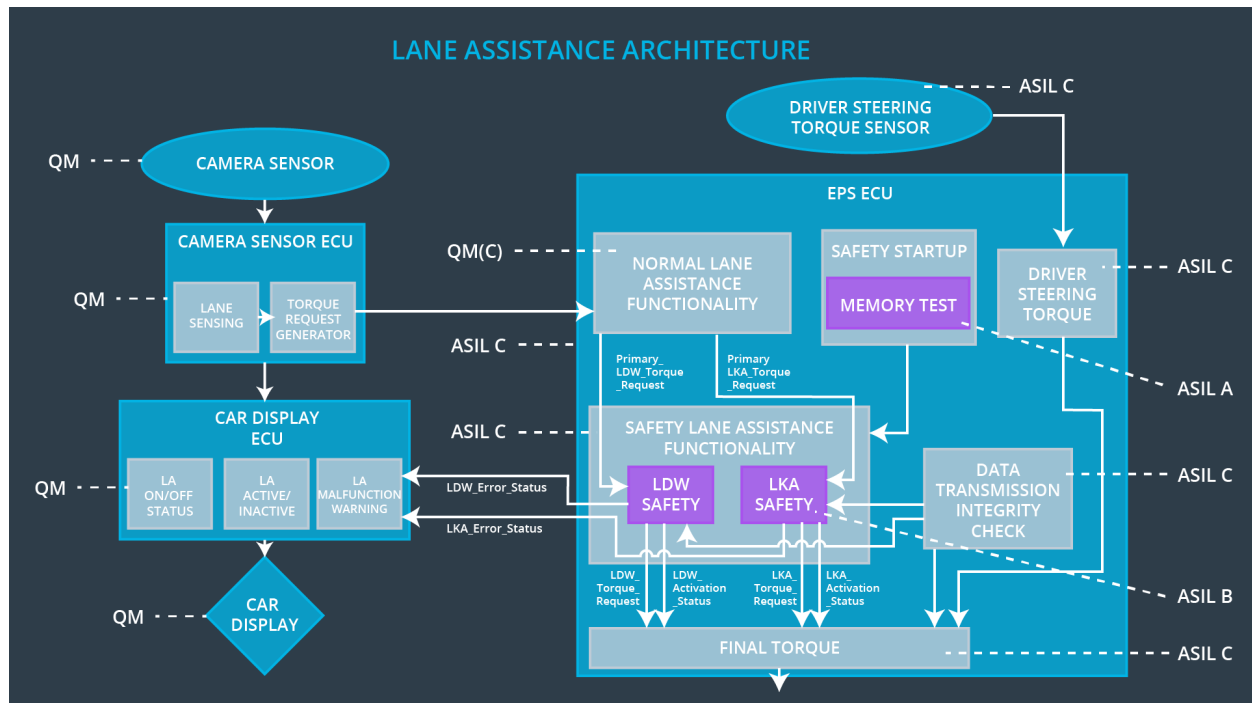 LANE ASSISTANCE ARCHITECTURE
ASIL C
DRIVER STEERING
TORQUE SENSOR
QM
CAMERA SENSOR
EPS ECU
CAMERA SENSOR ECU
QM(C)
NORMAL LANE
ASSISTANCE
FUNCTIONALITY
SAFETY STARTUP
MEMORY TEST
DRIVER
STEERING
TORQUE
ASIL C
QM
LANE
SENSING
TORQUE
REQUEST
GENERATOR
ASIL C
Primary_
LDW_Torque
_Request
Primary
LKA_Torque
_Request
ASIL A
CAR DISPLAY
ECU
ASIL C
SAFETY LANE ASSISTANCE
FUNCTIONALITY
QM
LA
ON/OFF
STATUS
LA
ACTIVE/
INACTIVE
LA
MALFUNCTION
WARNING
LDW_Error_Status
LKA_Error_Status
LDW
SAFETY
LKA
SAFETY
DATA
TRANSMISSION
INTEGRITY
CHECK
ASIL C
LDW_
Torque_
Request
LDW_
Activation
_Status
LKA_
Torque_
Request
LKA_
Activation
_Status
ASIL B
QM
CAR
DISPLAY
FINAL TORQUE
ASIL C